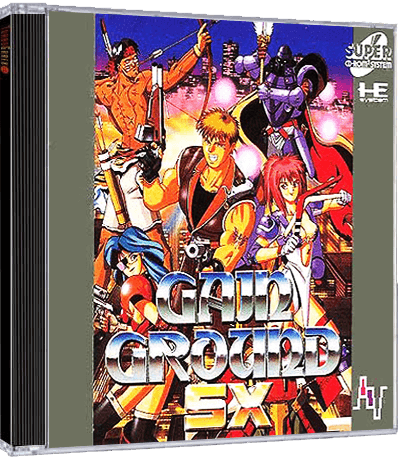 SUPER
CD-ROM² SYSTEM
HE
system
GAIN
GROUND
SX